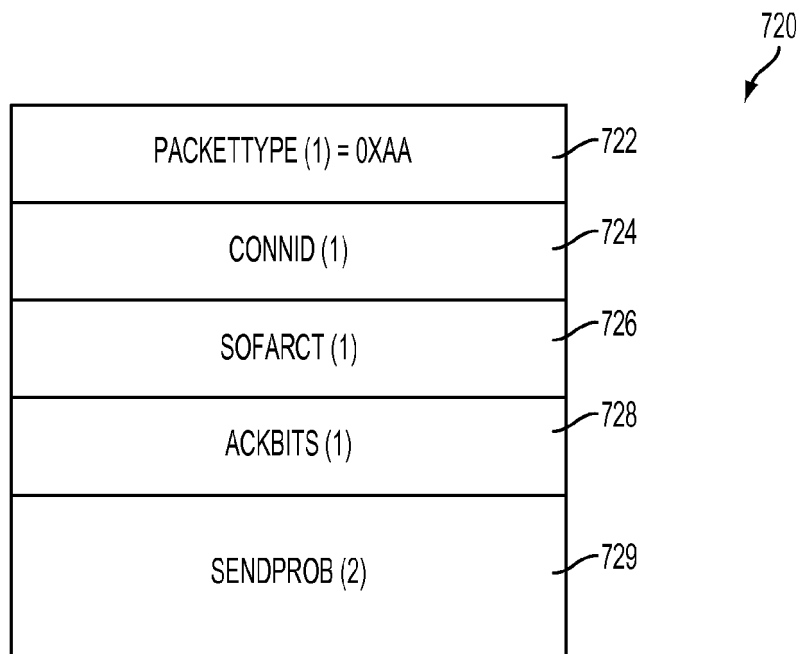 720
PACKETTYPE (1) = 0XAA
722
CONNID (1)
724
SOFARCT (1)
726
ACKBITS (1)
728
SENDPROB (2)
729